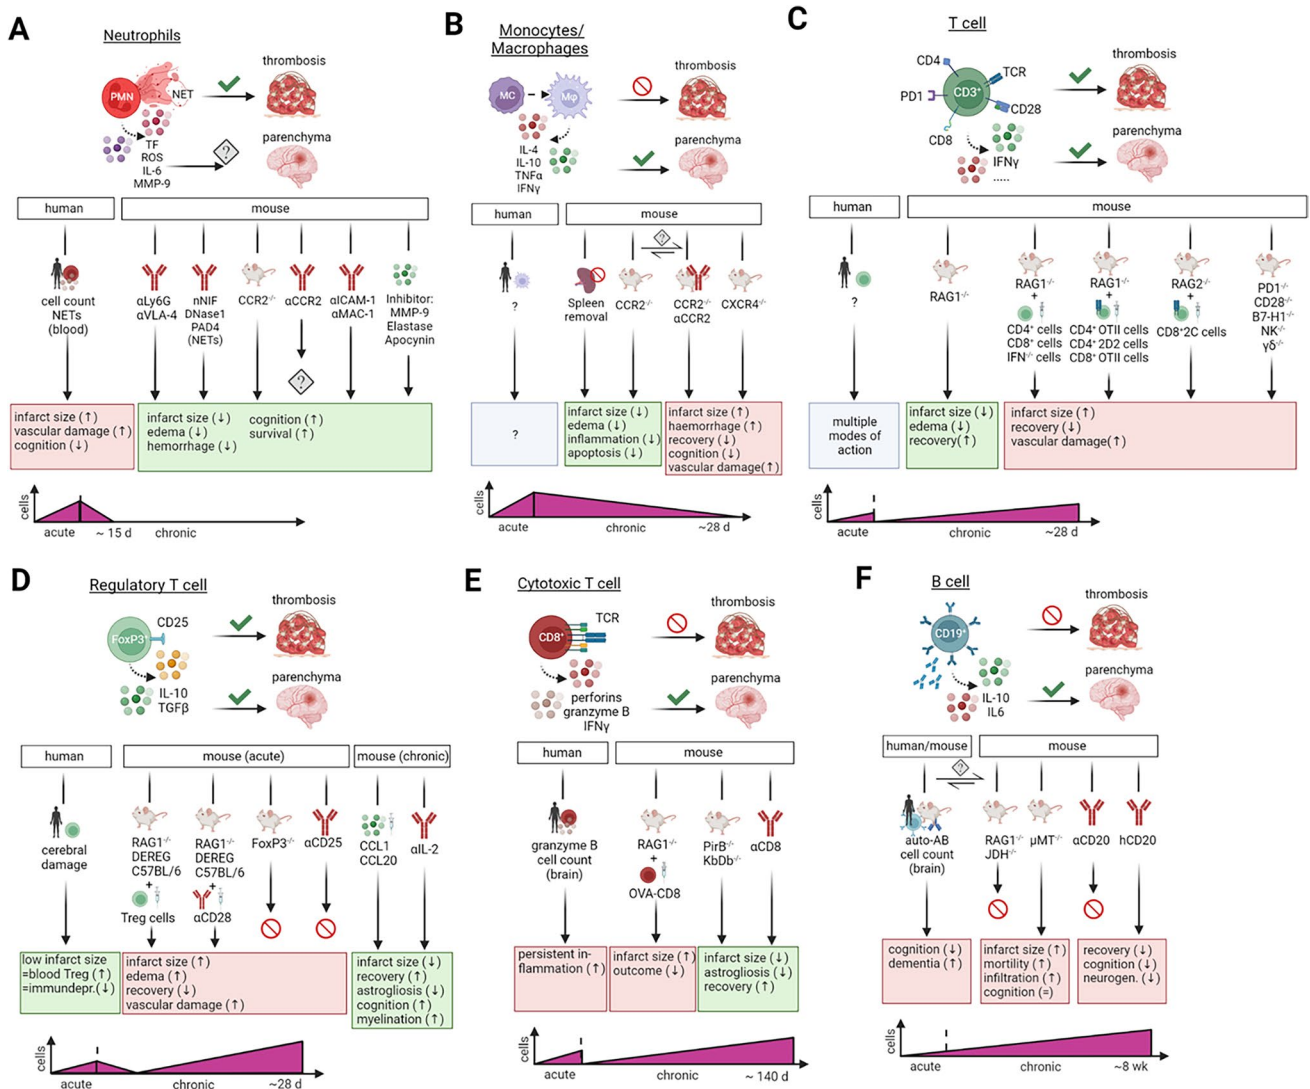 A
Neutrophils
PMN
NET
thrombosis
TF
ROS
IL-6
MMP-9
?
parenchyma
human
mouse
cell count
NETs
(blood)
αLy6G
αVLA-4
nNIF
DNase1
PAD4
(NETs)
CCR2-/-
αCCR2
αICAM-1
αMAC-1
Inhibitor:
MMP-9
Elastase
Apocynin
?
infarct size (↑)
vascular damage (↑)
cognition (↓)
infarct size (↓)
edema (↓)
hemorrhage (↓)
cognition (↑)
survival (↑)
cells
acute
~ 15 d
chronic
B
Monocytes/
Macrophages
MC
Mφ
thrombosis
IL-4
IL-10
TNFα
IFNγ
parenchyma
human
mouse
?
?
Spleen
removal
CCR2-/-
CCR2-/-
αCCR2
CXCR4-/-
?
infarct size (↓)
edema (↓)
inflammation (↓)
apoptosis (↓)
infarct size (↑)
haemorrhage (↑)
recovery (↓)
cognition (↓)
vascular damage(↑)
cells
acute
chronic
~28 d
C
T cell
CD4
TCR
PD1
CD3+
CD28
CD8
IFNγ
.....
thrombosis
parenchyma
human
mouse
?
RAG1-/-
RAG1-/-
+
CD4+ cells
CD8+ cells
IFN-/- cells
RAG1-/-
+
CD4+ OTII cells
CD4+ 2D2 cells
CD8+ OTII cells
RAG2-/-
+
CD8+2C cells
PD1-/-
CD28-/-
B7-H1-/-
NK-/-
γδ-/-
multiple
modes of
action
infarct size (↓)
edema (↓)
recovery(↑)
infarct size (↑)
recovery (↓)
vascular damage(↑)
cells
acute
chronic
~28 d
D
Regulatory T cell
FoxP3+
CD25
IL-10
TGFβ
thrombosis
parenchyma
human
mouse (acute)
mouse (chronic)
cerebral
damage
RAG1-/-
DEREG
C57BL/6
+
Treg cells
RAG1-/-
DEREG
C57BL/6
+
αCD28
FoxP3-/-
αCD25
CCL1
CCL20
αIL-2
low infarct size
=blood Treg (↑)
=immundepr.(↓)
infarct size (↑)
edema (↑)
recovery (↓)
vascular damage (↑)
infarct size (↓)
recovery (↑)
astrogliosis (↓)
cognition (↑)
myelination (↑)
cells
acute
chronic
~28 d
E
Cytotoxic T cell
CD8+
TCR
perforins
granzyme B
IFNγ
thrombosis
parenchyma
human
mouse
granzyme B
cell count
(brain)
RAG1-/-
+
OVA-CD8
PirB-/-
KbDb-/-
αCD8
persistent in-
flammation (↑)
infarct size (↑)
outcome (↓)
infarct size (↓)
astrogliosis (↓)
recovery (↑)
cells
acute
chronic
~ 140 d
F
B cell
CD19+
IL-10
IL6
thrombosis
parenchyma
human/mouse
mouse
?
auto-AB
cell count
(brain)
RAG1-/-
JDH-/-
μMT-/-
αCD20
hCD20
cognition (↓)
dementia (↑)
infarct size (↑)
mortility (↑)
infiltration (↑)
cognition (=)
recovery (↓)
cognition (↓)
neurogen. (↓)
cells
acute
chronic
~8 wk